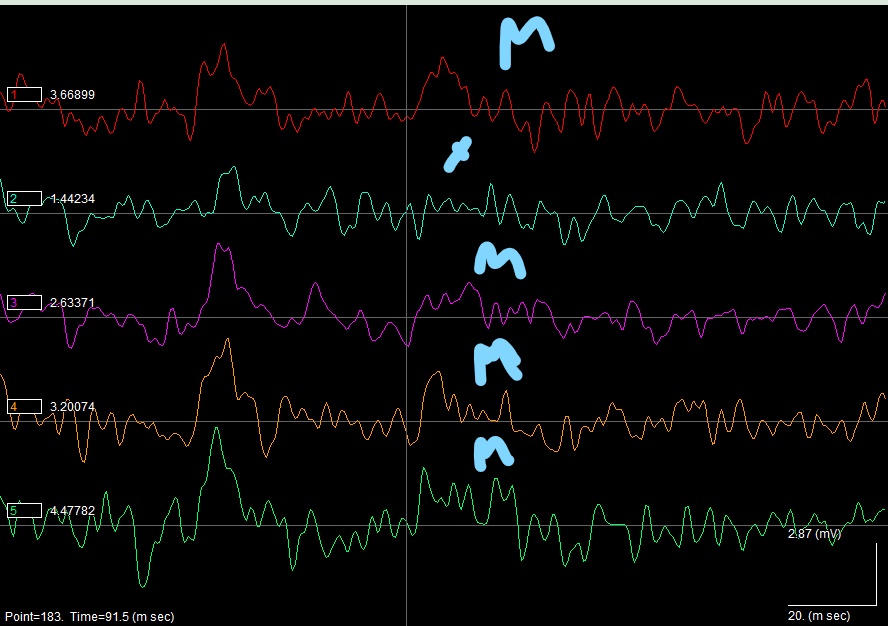 M
1 3.66899
2 1.44234
M
3 2.63371
M
4 3.20074
M
5 4.47782
2.87 (mV)
20. (m sec)
Point=183. Time=91.5 (m sec)